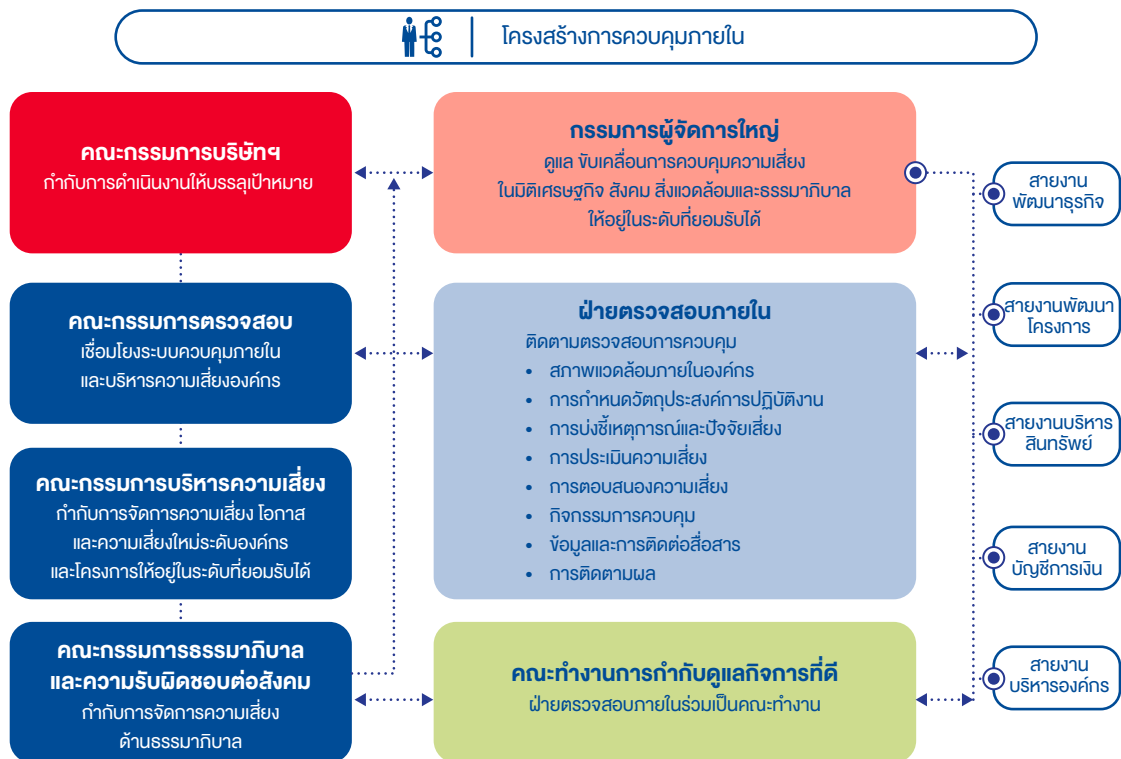 โครงสร้างการควบคุมภายใน
คณะกรรมการบริษัทฯ
กำกับการดำเนินงานให้บรรลุเป้าหมาย
คณะกรรมการตรวจสอบ
เชื่อมโยงระบบควบคุมภายใน
และบริหารความเสี่ยงองค์กร
คณะกรรมการบริหารความเสี่ยง
กำกับการจัดการความเสี่ยง โอกาส
และความเสี่ยงใหม่ระดับองค์กร
และโครงการให้อยู่ในระดับที่ยอมรับได้
คณะกรรมการธรรมาภิบาล
และความรับผิดชอบต่อสังคม
กำกับการจัดการความเสี่ยง
ด้านธรรมาภิบาล
กรรมการผู้จัดการใหญ่
ดูแล ขับเคลื่อนการควบคุมความเสี่ยง
ในมิติเศรษฐกิจ สังคม สิ่งแวดล้อมและธรรมาภิบาล
ให้อยู่ในระดับที่ยอมรับได้
ฝ่ายตรวจสอบภายใน
ติดตามตรวจสอบการควบคุม
• สภาพแวดล้อมภายในองค์กร
• การกำหนดวัตถุประสงค์การปฏิบัติงาน
• การบ่งชี้เหตุการณ์และปัจจัยเสี่ยง
• การประเมินความเสี่ยง
• การตอบสนองความเสี่ยง
• กิจกรรมการควบคุม
• ข้อมูลและการติดต่อสื่อสาร
• การติดตามผล
คณะทำงานการกำกับดูแลกิจการที่ดี
ฝ่ายตรวจสอบภายในร่วมเป็นคณะทำงาน
สายงาน
พัฒนาธุรกิจ
สายงานพัฒนา
โครงการ
สายงานบริหาร
สินทรัพย์
สายงาน
บัญชีการเงิน
สายงาน
บริหารองค์กร